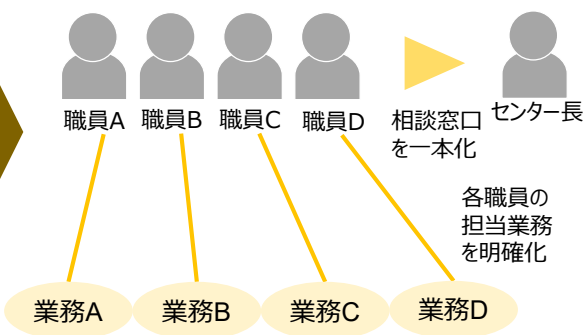 職員A 職員B 職員C 職員D
相談窓口
を一本化
センター長
各職員の
担当業務
を明確化
業務A 業務B 業務C 業務D